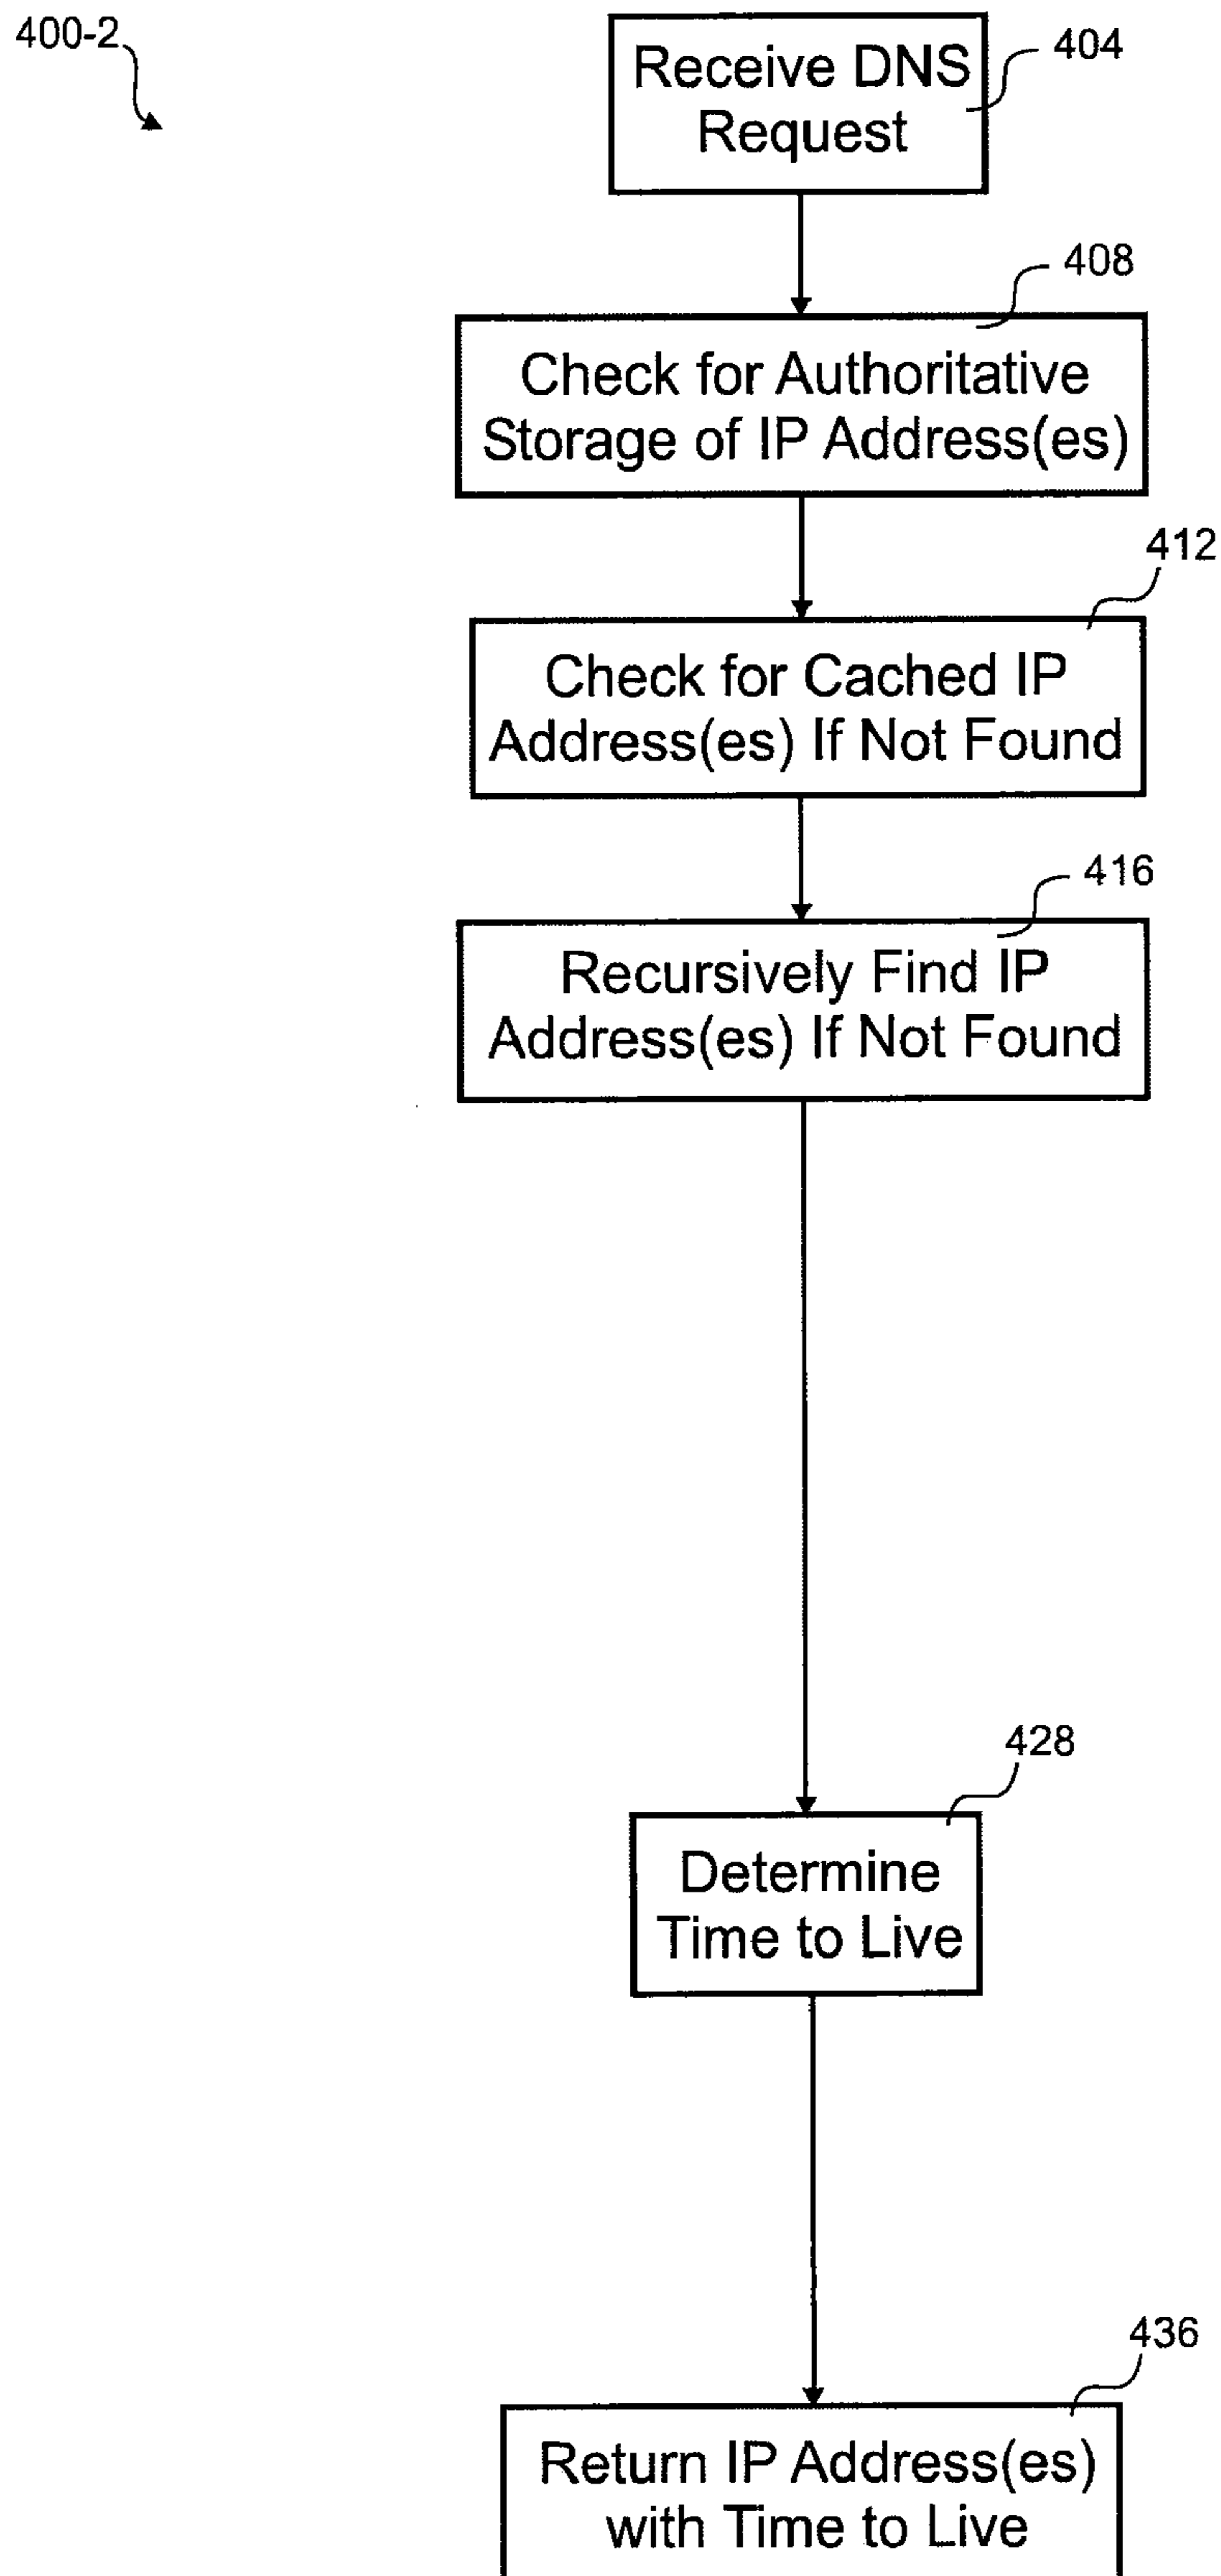 400-2
Receive DNS
Request
404
408
Check for Authoritative
Storage of IP Address(es)
412
Check for Cached IP
Address(es) If Not Found
416
Recursively Find IP
Address(es) If Not Found
428
Determine
Time to Live
436
Return IP Address(es)
with Time to Live